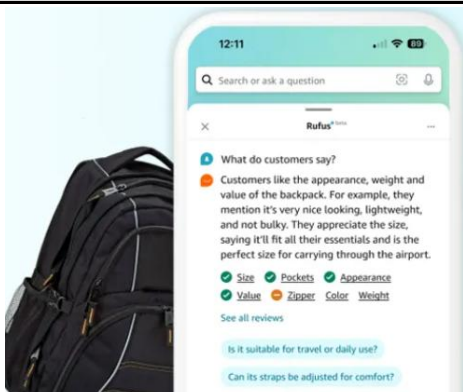 12:11
89
Search or ask a question
Rufus beta
What do customers say?
Customers like the appearance, weight and
value of the backpack. For example, they
mention it's very nice looking, lightweight,
and not bulky. They appreciate the size,
saying it'll fit all their essentials and is the
perfect size for carrying through the airport.
Size Pockets Appearance
Value Zipper Color Weight
See all reviews
Is it suitable for travel or daily use?
Can its straps be adjusted for comfort?